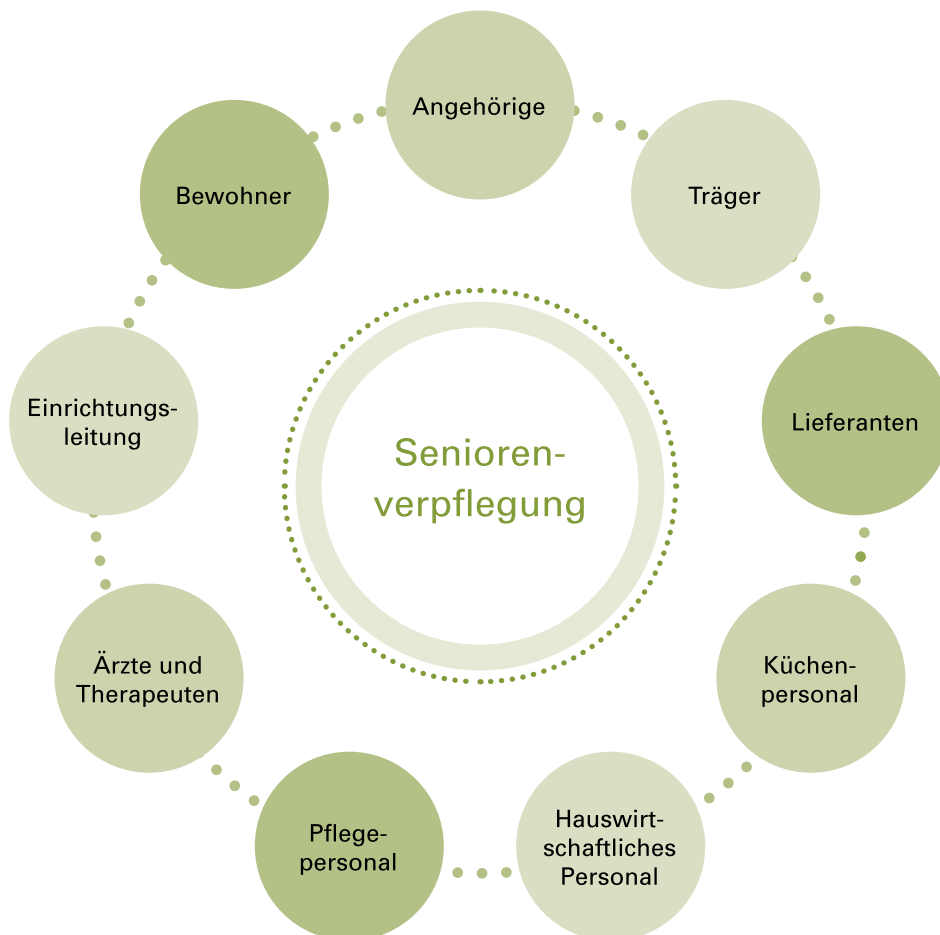 Angehörige
Träger
Lieferanten
Küchen-
personal
Hauswirt-
schaftliches
Personal
Pflege-
personal
Ärzte und
Therapeuten
Einrichtungs-
leitung
Bewohner
Senioren-
verpflegung